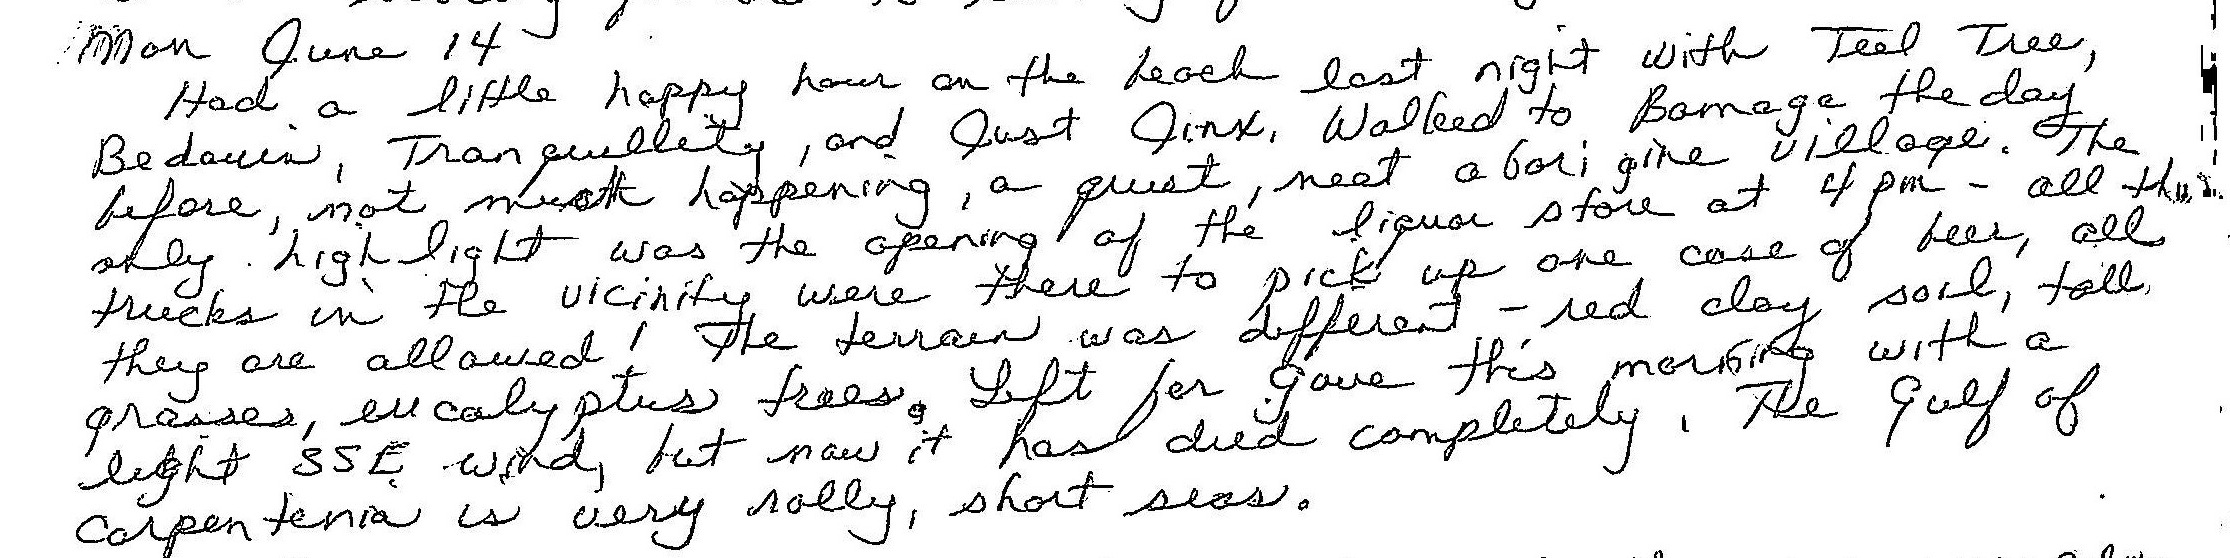 Mon June 14
Had a little happy hour on the beach last night with Teel Tree,
Bedouin, Tranquillety, and Just Jinx. Walked to Bamaga the day
before, not much happening, a quiet, neat aborigine village. The
only highlight was the opening of the liquor store at 4 pm - all the
trucks in the vicinity were there to pick up one case of beer, all
they are allowed! The terrain was different - red clay soil, tall
grasses, eucalyptus trees. Left for Gove this morning with a
light SSE wind, but now it has died completely. The Gulf of
Carpenteria is very rolly, short seas.